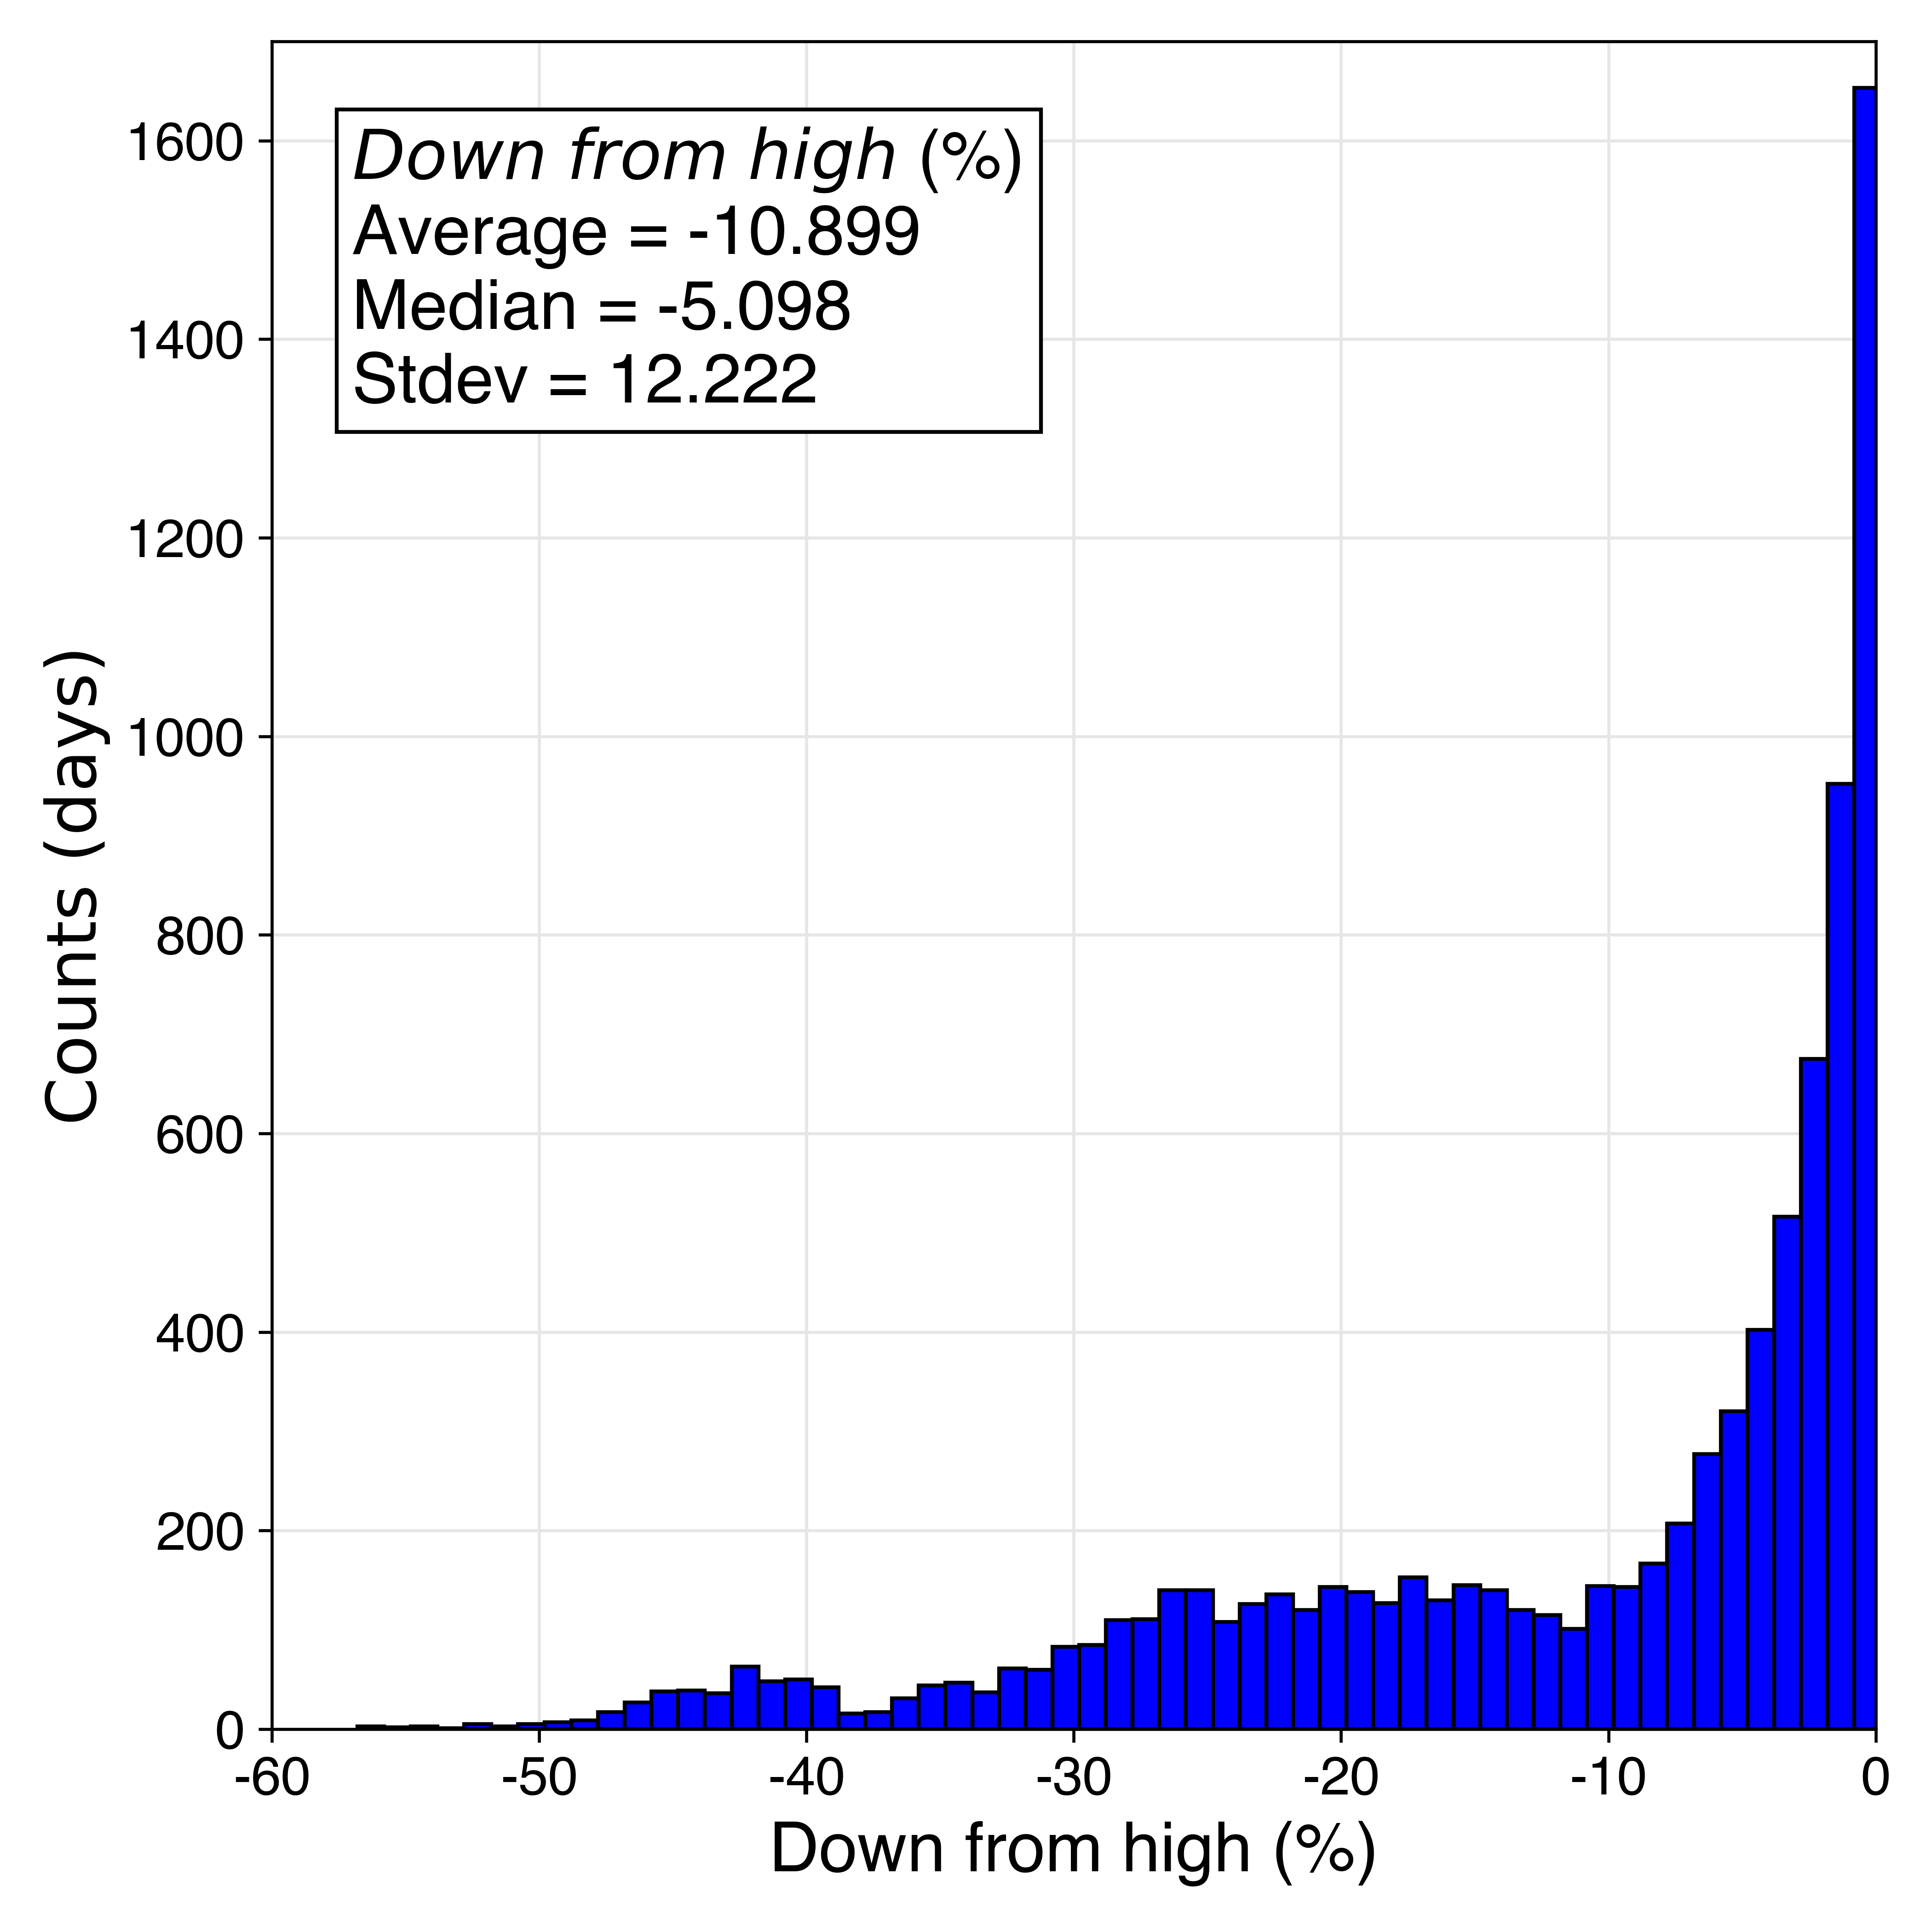 Down from high (%)
Average = -10.899
Median = -5.098
Stdev = 12.222
Counts (days)
1600
1400
1200
1000
800
600
400
200
0
-60 -50 -40 -30 -20 -10 0
Down from high (%)